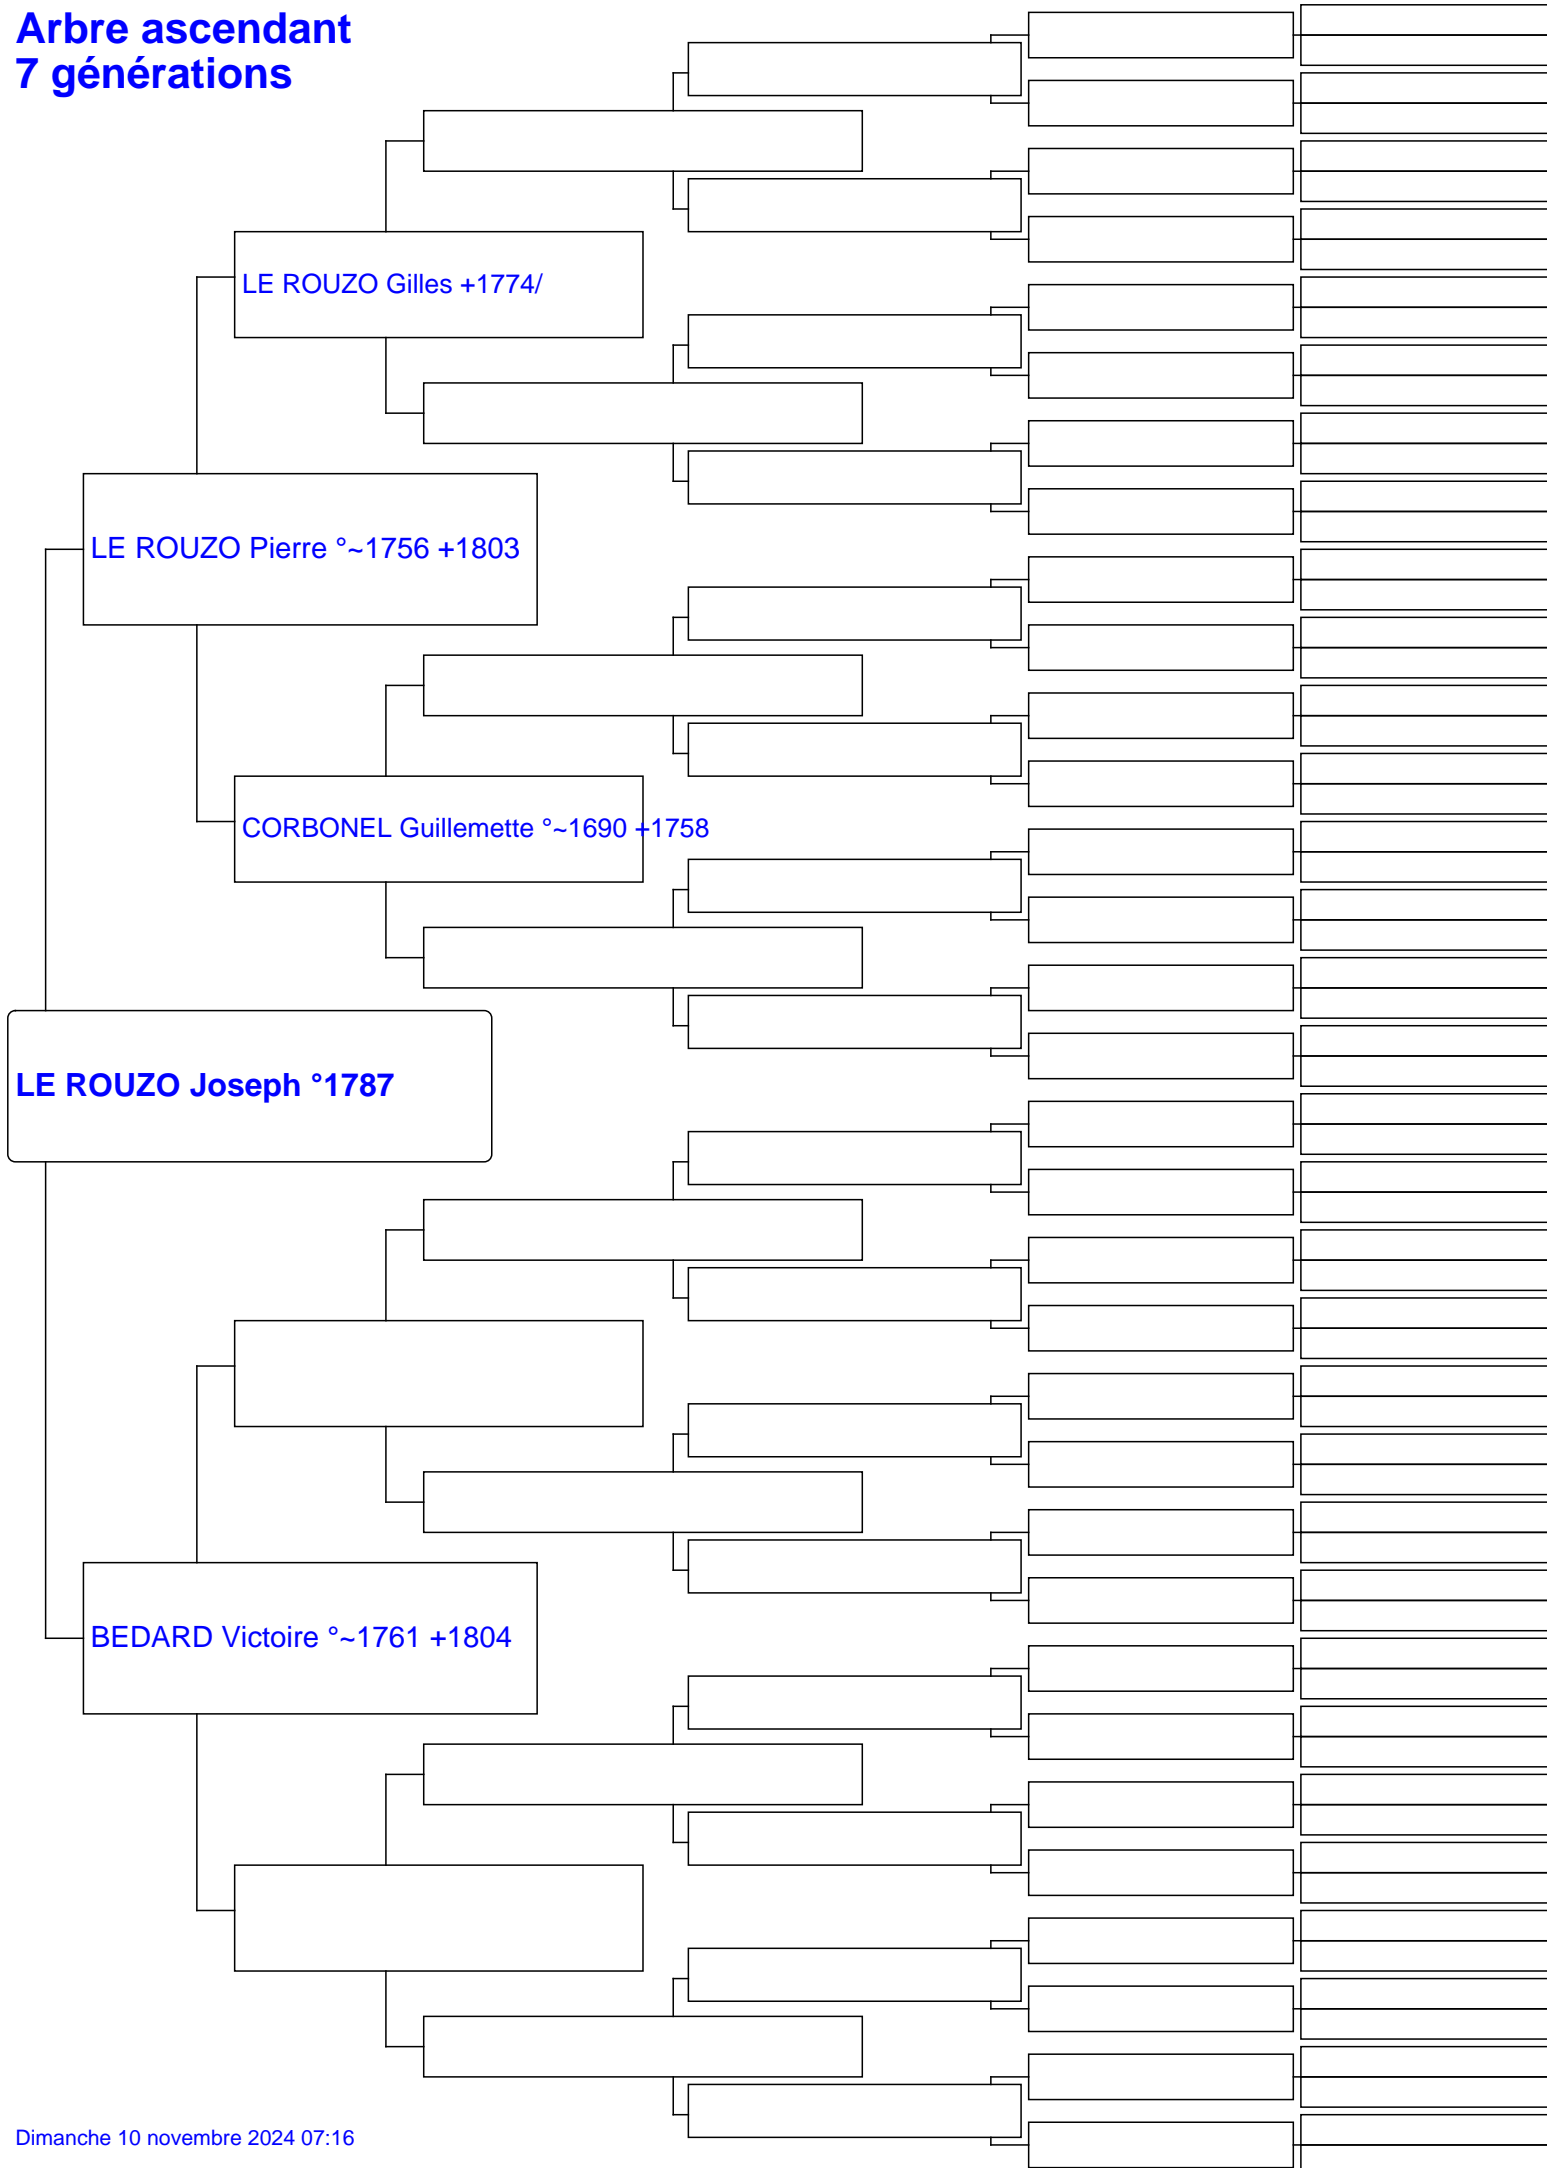 Arbre ascendant
7 générations
LE ROUZO Gilles +1774/
LE ROUZO Pierre °~1756 +1803
CORBONEL Guillemette °~1690 +1758
LE ROUZO Joseph °1787
BEDARD Victoire °~1761 +1804
Dimanche 10 novembre 2024 07:16